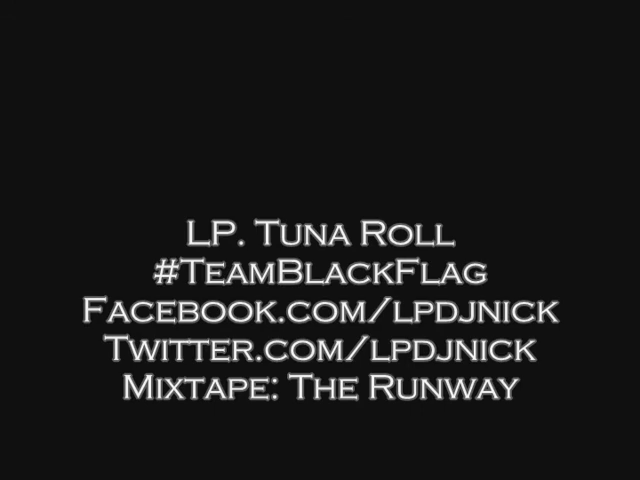 LP. Tuna Roll
#TeamBlackFlag
Facebook.com/lpdjnick
Twitter.com/lpdjnick
Mixtape: The Runway